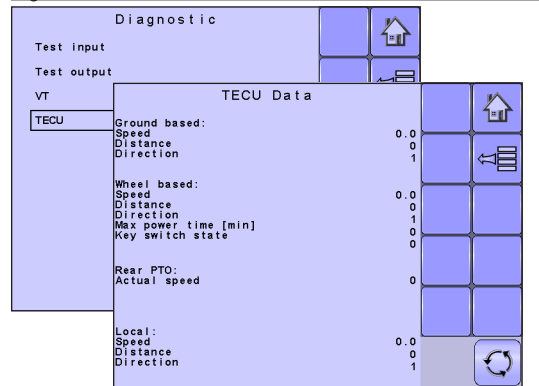 Diagnostic
Test input
Test output
VT
TECU
TECU Data
Ground based:
Speed 0.0
Distance 0
Direction 1
Wheel based:
Speed 0.0
Distance 0
Direction 1
Max power time [min] 0
Key switch state 0
Rear PTO:
Actual speed 0
Local:
Speed 0.0
Distance 0
Direction 1